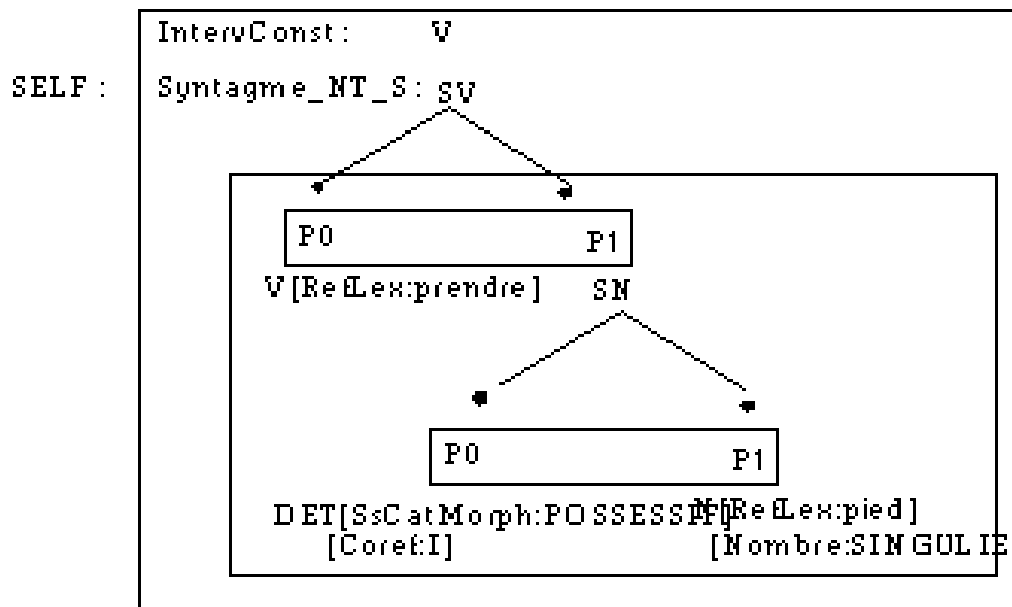 IntervConst: V
SELF: Syntagme_NT_S: SV
P0 P1
V[RefLex:prendre] SN
P0 P1
DET[SsCatMorph:POSSESSIF] N[RefLex:pied]
[Coref:I] [Nombre:SINGULIE